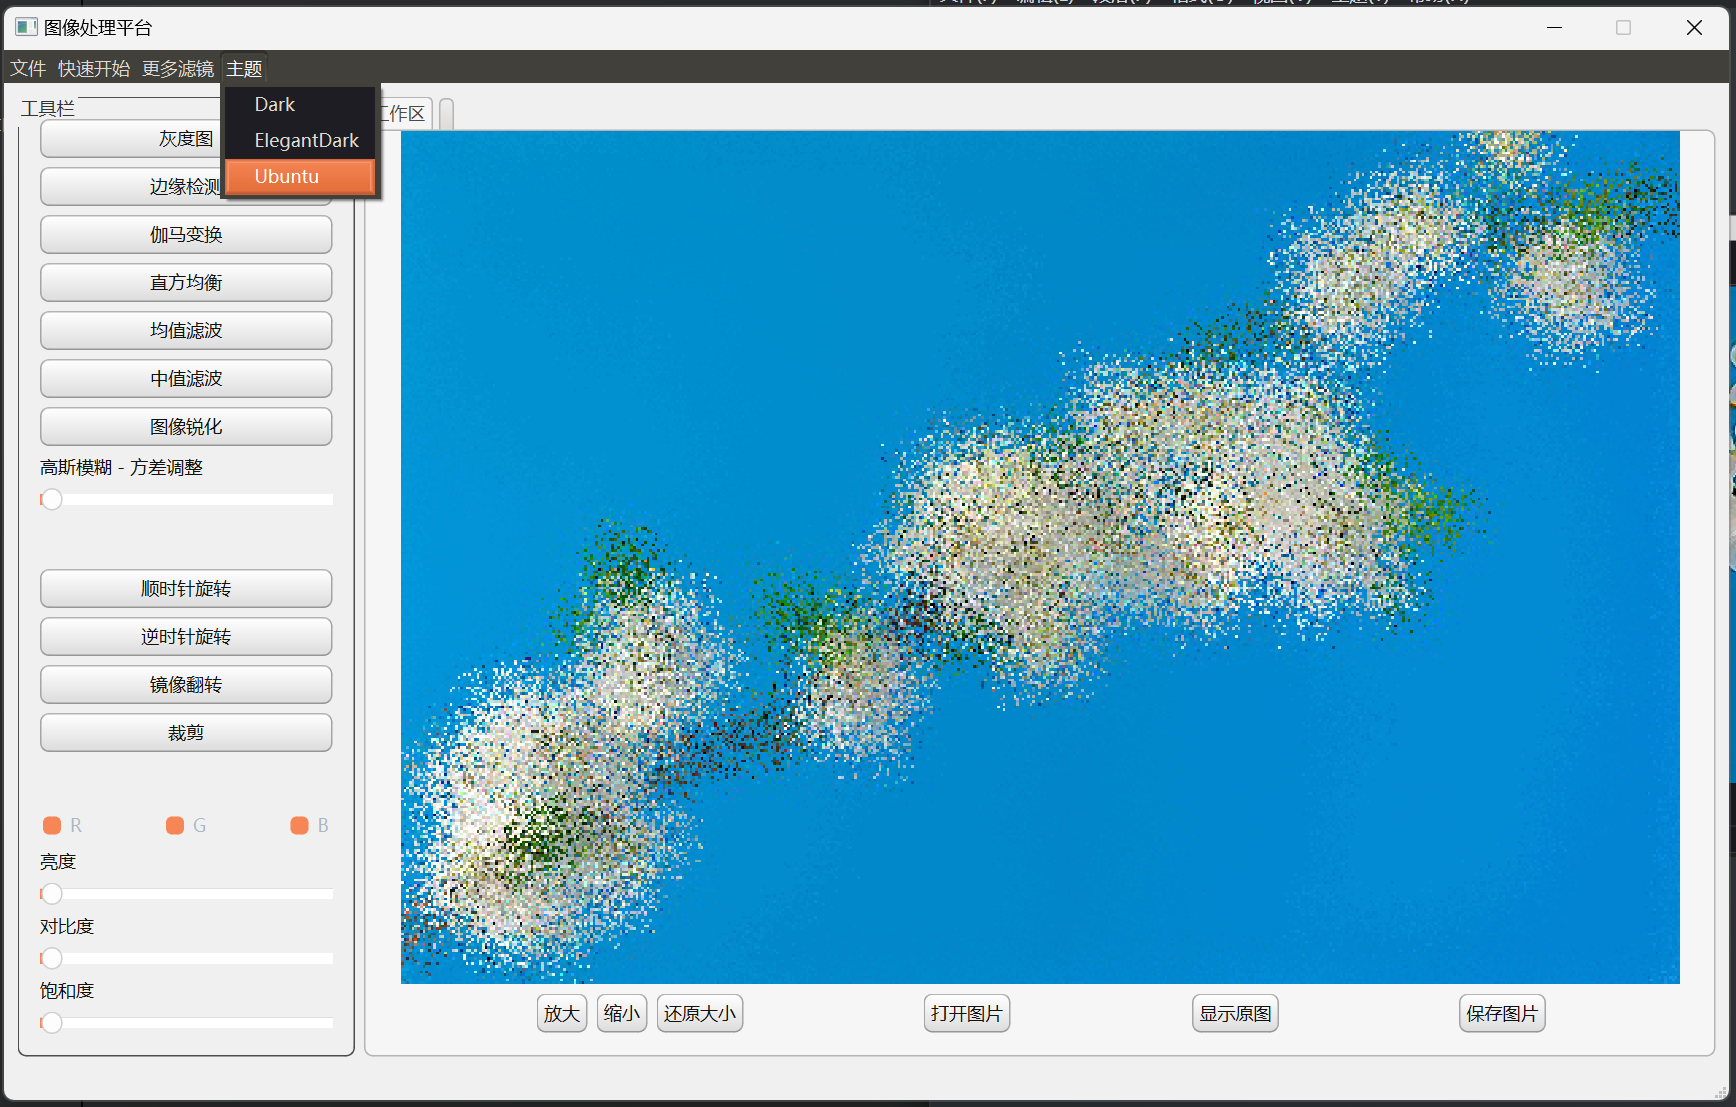 图像处理平台
文件 快速开始 更多滤镜 主题
Dark
ElegantDark
Ubuntu
工具栏
灰度图
边缘检测
伽马变换
直方均衡
均值滤波
中值滤波
图像锐化
高斯模糊 - 方差调整
顺时针旋转
逆时针旋转
镜像翻转
裁剪
R G B
亮度
对比度
饱和度
工作区
放大 缩小 还原大小 打开图片 显示原图 保存图片